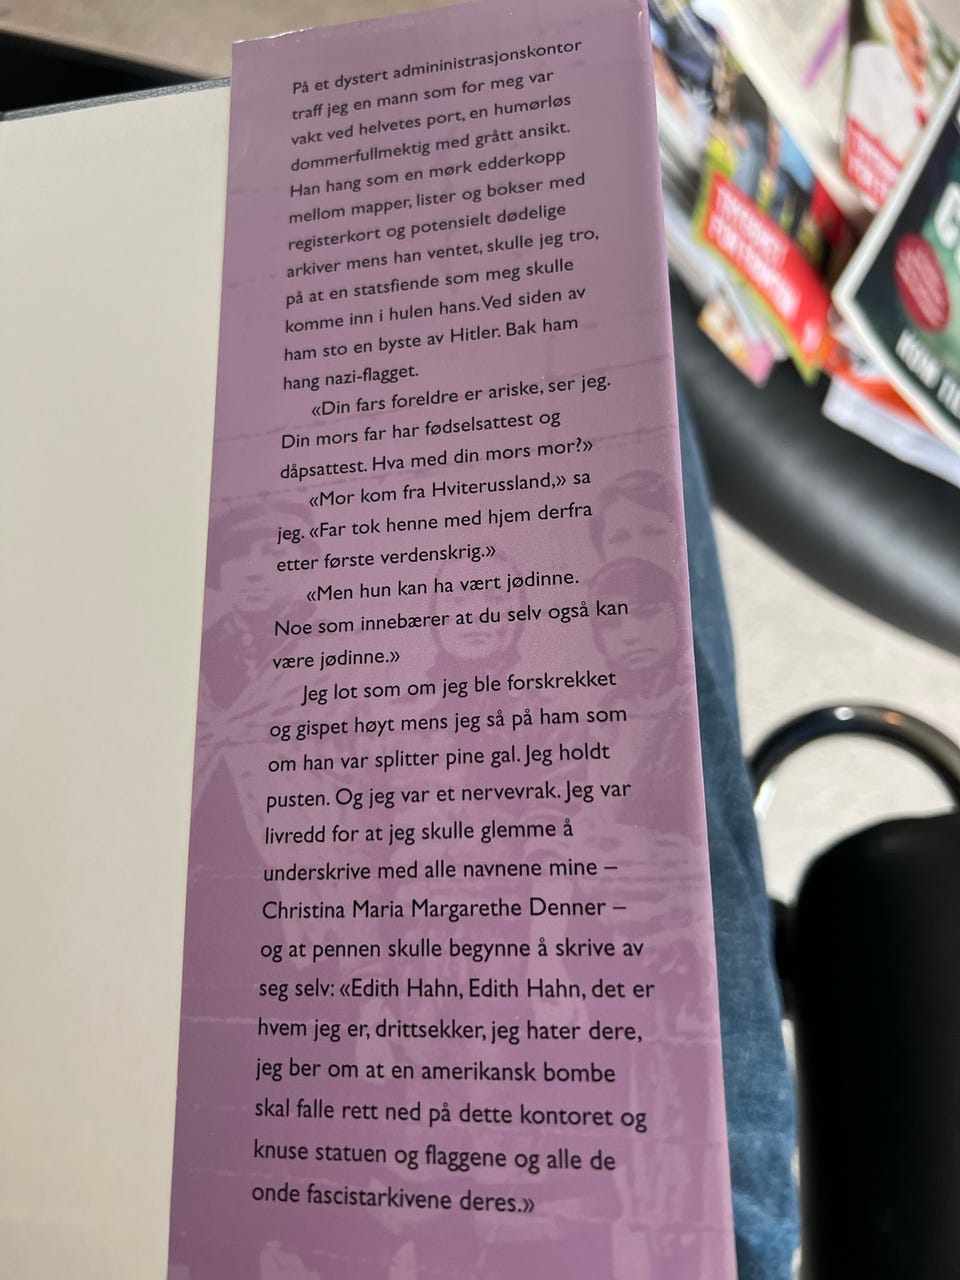 På et dystert admininistrasjonskontor
traff jeg en mann som for meg var
vakt ved helvetes port, en humørløs
dommerfullmektig med grått ansikt.
Han hang som en mørk edderkopp
mellom mapper, lister og bokser med
registerkort og potensielt dødelige
arkiver mens han ventet, skulle jeg tro,
på at en statsfiende som meg skulle
komme inn i hulen hans. Ved siden av
ham sto en byste av Hitler. Bak ham
hang nazi-flagget.
«Din fars foreldre er ariske, ser jeg.
Din mors far har fødselsattest og
dåpsattest. Hva med din mors mor?»
«Mor kom fra Hviterussland,» sa
jeg. «Far tok henne med hjem derfra
etter første verdenskrig.»
«Men hun kan ha vært jødinne.
Noe som innebærer at du selv også kan
være jødinne.»
Jeg lot som om jeg ble forskrekket
og gispet høyt mens jeg så på ham som
om han var splitter pine gal. Jeg holdt
pusten. Og jeg var et nervevrak. Jeg var
livredd for at jeg skulle glemme å
underskrive med alle navnene mine –
Christina Maria Margarethe Denner –
og at pennen skulle begynne å skrive av
seg selv: «Edith Hahn, Edith Hahn, det er
hvem jeg er, drittsekker, jeg hater dere,
jeg ber om at en amerikansk bombe
skal falle rett ned på dette kontoret og
knuse statuen og flaggene og alle de
onde fascistarkivene deres.»